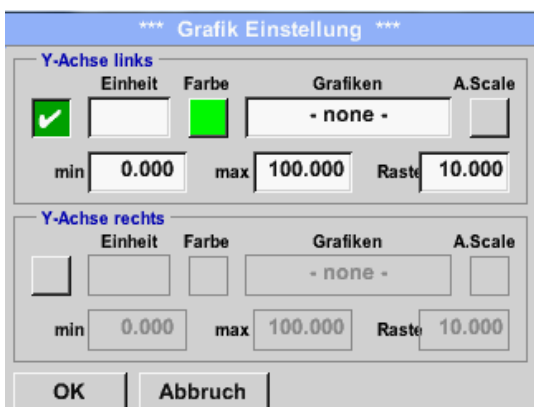 *** Grafik Einstellung ***
Y-Achse links
Einheit Farbe Grafiken A.Scale
- none -
min 0.000 max 100.000 Raste 10.000
Y-Achse rechts
Einheit Farbe Grafiken A.Scale
- none -
min 0.000 max 100.000 Raste 10.000
OK Abbruch